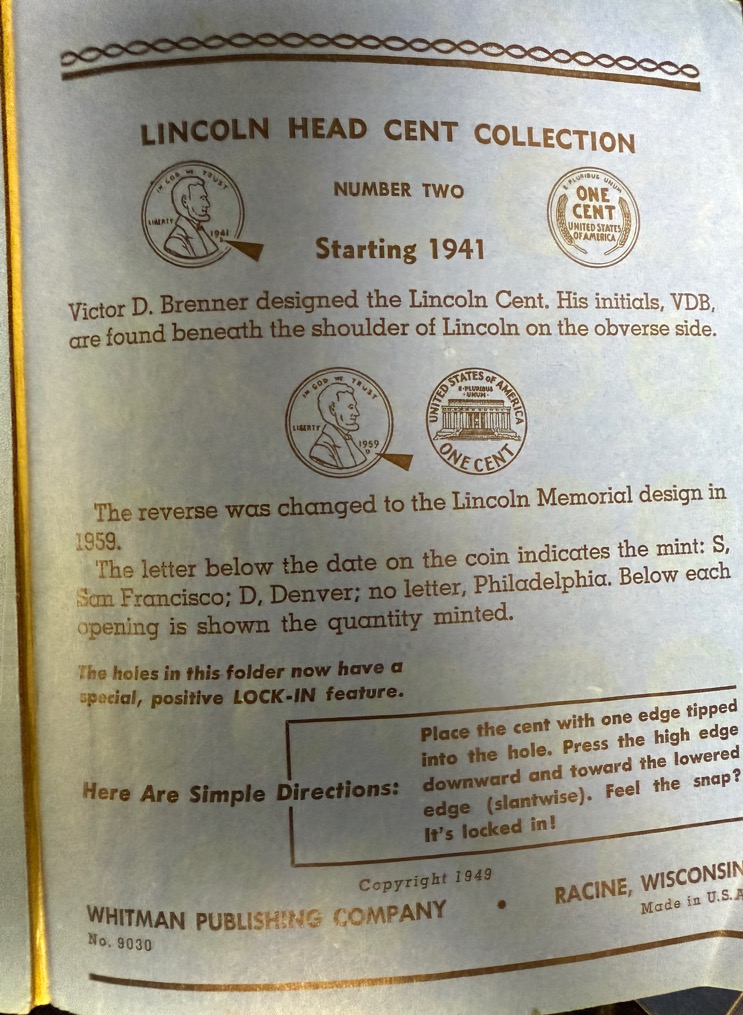 LINCOLN HEAD CENT COLLECTION
IN GOD WE TRUST
LIBERTY
1941
NUMBER TWO
Starting 1941
E PLURIBUS UNUM
ONE
CENT
UNITED STATES
OF AMERICA
Victor D. Brenner designed the Lincoln Cent. His initials, VDB,
are found beneath the shoulder of Lincoln on the obverse side.
IN GOD WE TRUST
LIBERTY
1959
D
UNITED STATES OF AMERICA
E·PLURIBUS
·UNUM·
ONE CENT
The reverse was changed to the Lincoln Memorial design in
1959.
The letter below the date on the coin indicates the mint: S,
San Francisco; D, Denver; no letter, Philadelphia. Below each
opening is shown the quantity minted.
The holes in this folder now have a
special, positive LOCK-IN feature.
Here Are Simple Directions:
Place the cent with one edge tipped
into the hole. Press the high edge
downward and toward the lowered
edge (slantwise). Feel the snap?
It's locked in!
Copyright 1949
WHITMAN PUBLISHING COMPANY • RACINE, WISCONSIN
No. 9030
Made in U.S.A